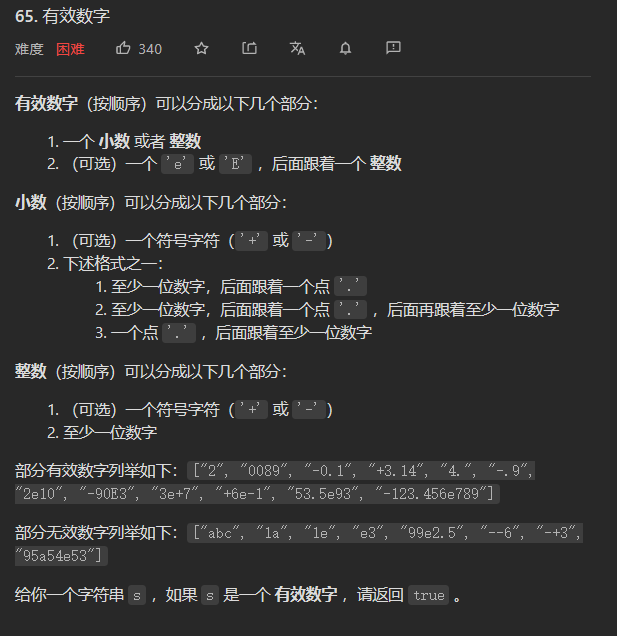 65. 有效数字
难度 困难 340
有效数字（按顺序）可以分成以下几个部分：
1. 一个 小数 或者 整数
2. （可选）一个 'e' 或 'E' ，后面跟着一个 整数
小数（按顺序）可以分成以下几个部分：
1. （可选）一个符号字符（'+' 或 '-'）
2. 下述格式之一：
1. 至少一位数字，后面跟着一个点 '.'
2. 至少一位数字，后面跟着一个点 '.' ，后面再跟着至少一位数字
3. 一个点 '.' ，后面跟着至少一位数字
整数（按顺序）可以分成以下几个部分：
1. （可选）一个符号字符（'+' 或 '-'）
2. 至少一位数字
部分有效数字列举如下：["2", "0089", "-0.1", "+3.14", "4.", "-.9",
"2e10", "-90E3", "3e+7", "+6e-1", "53.5e93", "-123.456e789"]
部分无效数字列举如下：["abc", "1a", "1e", "e3", "99e2.5", "--6", "-+3",
"95a54e53"]
给你一个字符串 s ，如果 s 是一个 有效数字 ，请返回 true 。